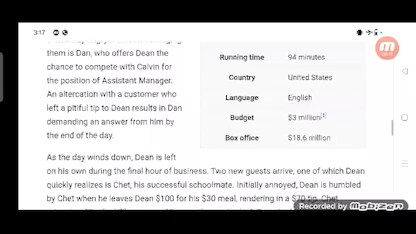 3:17
them is Dan, who offers Dean the
chance to compete with Calvin for
the position of Assistant Manager.
An altercation with a customer who
left a pitiful tip to Dean results in Dan
demanding an answer from him by
the end of the day.
Running time 94 minutes
Country United States
Language English
Budget $3 million[1]
Box office $18.6 million
As the day winds down, Dean is left
on his own during the final hour of business. Two new guests arrive, one of which Dean
quickly realizes is Chet, his successful schoolmate. Initially annoyed, Dean is humbled
by Chet when he leaves Dean $100 for his $30 meal, rendering in a $70 tip. Chet
Recorded by Mobizen